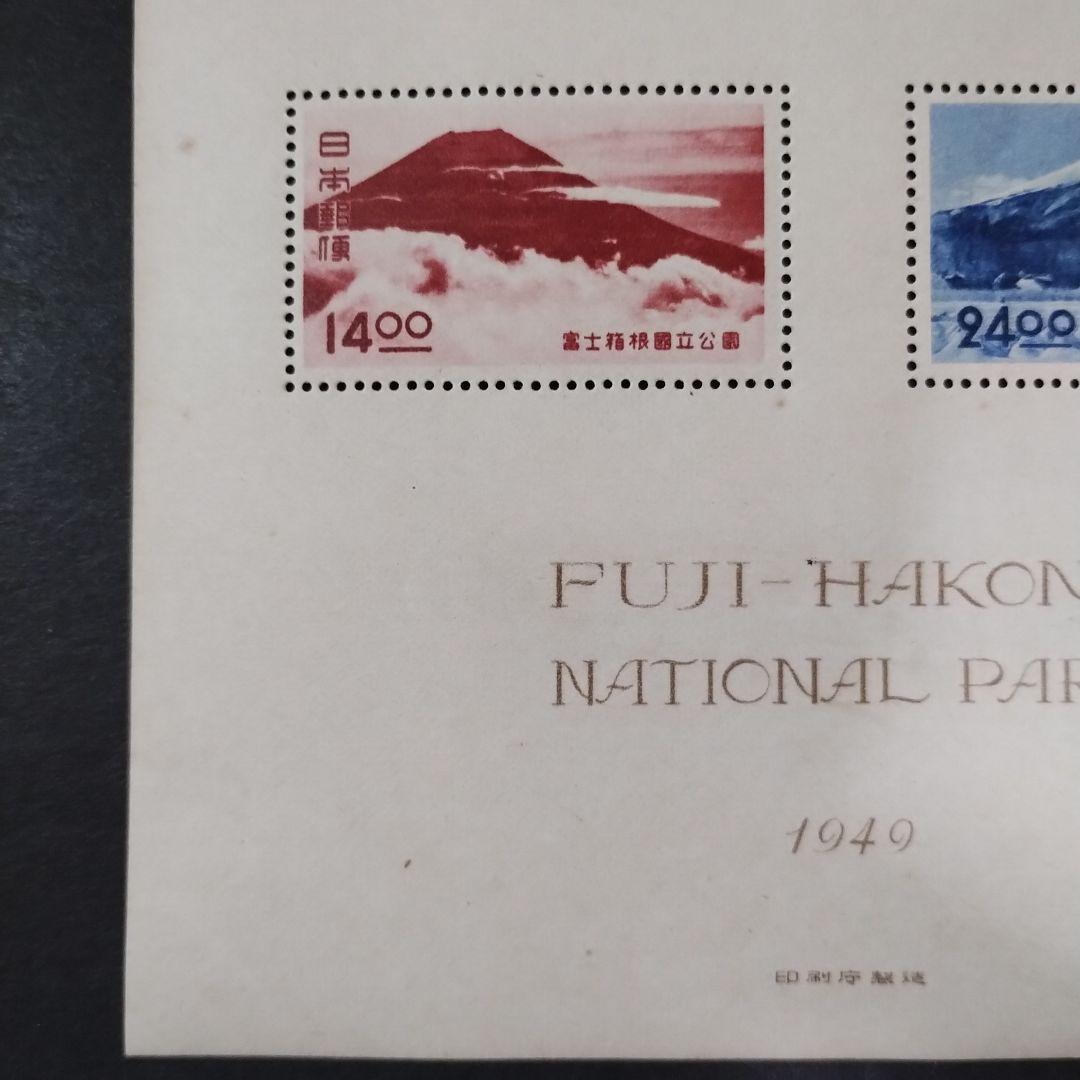 日本郵便
14.00
富士箱根國立公園
24.00
FUJI-HAKON
NATIONAL PAR
1949
印刷庁製造